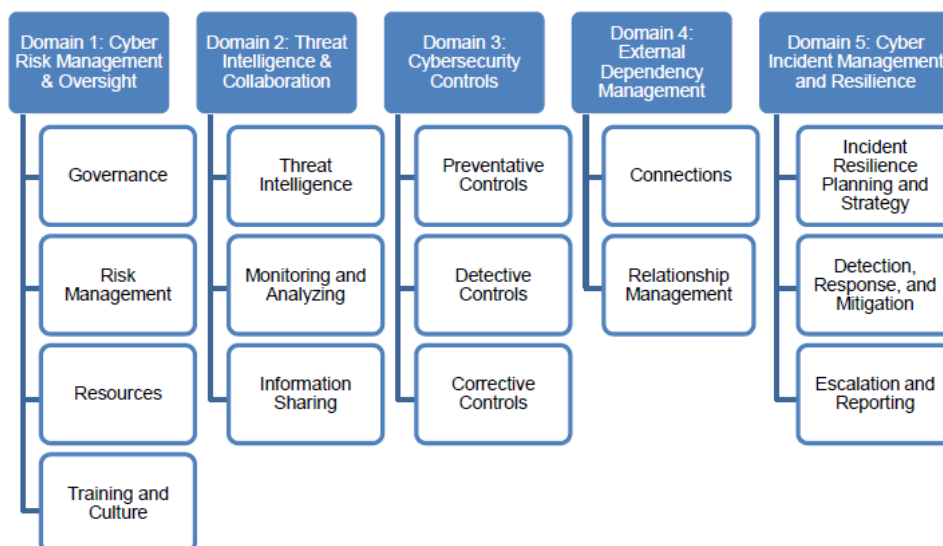 Domain 1: Cyber
Risk Management
& Oversight
Governance
Risk
Management
Resources
Training and
Culture
Domain 2: Threat
Intelligence &
Collaboration
Threat
Intelligence
Monitoring and
Analyzing
Information
Sharing
Domain 3:
Cybersecurity
Controls
Preventative
Controls
Detective
Controls
Corrective
Controls
Domain 4:
External
Dependency
Management
Connections
Relationship
Management
Domain 5: Cyber
Incident Management
and Resilience
Incident
Resilience
Planning and
Strategy
Detection,
Response, and
Mitigation
Escalation and
Reporting